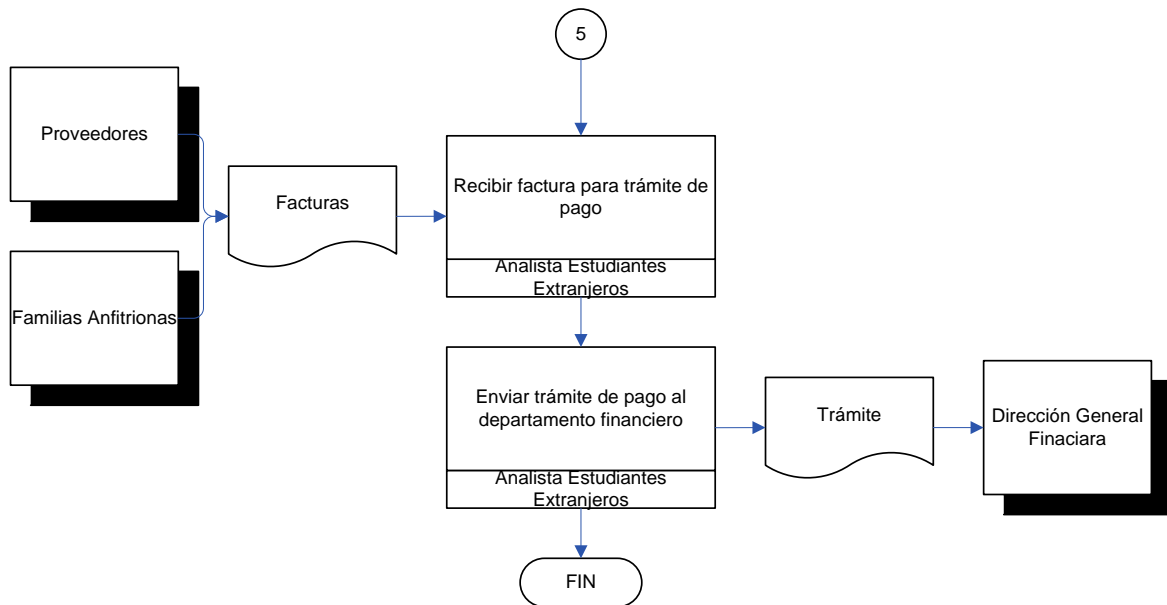 5
Proveedores
Facturas
Recibir factura para trámite de
pago
Analista Estudiantes
Extranjeros
Familias Anfitrionas
Enviar trámite de pago al
departamento financiero
Analista Estudiantes
Extranjeros
Trámite
Dirección General
Finaciara
FIN